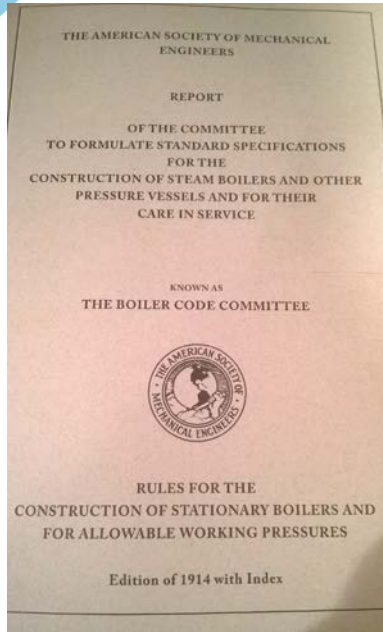 THE AMERICAN SOCIETY OF MECHANICAL
ENGINEERS
REPORT
OF THE COMMITTEE
TO FORMULATE STANDARD SPECIFICATIONS
FOR THE
CONSTRUCTION OF STEAM BOILERS AND OTHER
PRESSURE VESSELS AND FOR THEIR
CARE IN SERVICE
KNOWN AS
THE BOILER CODE COMMITTEE
THE AMERICAN SOCIETY OF
MECHANICAL ENGINEERS
RULES FOR THE
CONSTRUCTION OF STATIONARY BOILERS AND
FOR ALLOWABLE WORKING PRESSURES
Edition of 1914 with Index